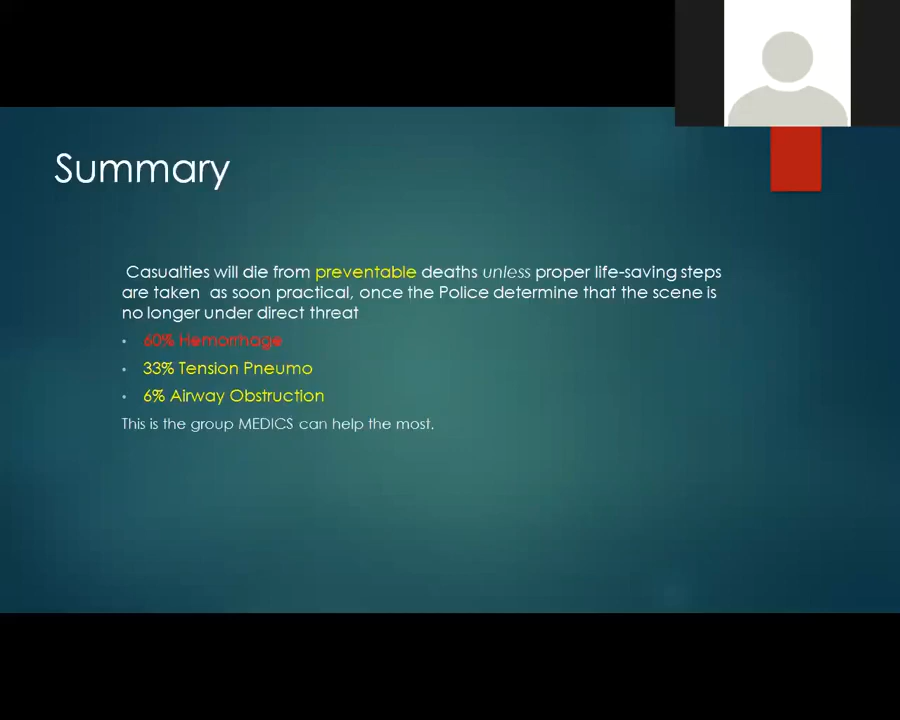 Summary
Casualties will die from preventable deaths unless proper life-saving steps
are taken  as soon practical, once the Police determine that the scene is
no longer under direct threat
• 60% Hemorrhage
• 33% Tension Pneumo
• 6% Airway Obstruction
This is the group MEDICS can help the most.